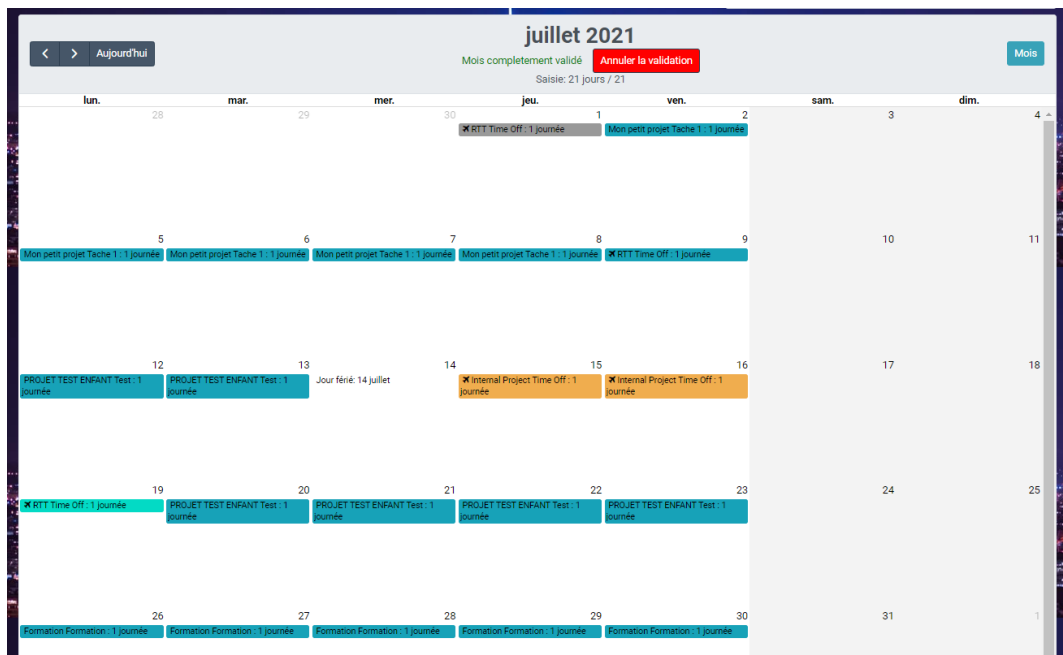 juillet 2021
Aujourd'hui
Mois completement validé Annuler la validation
Mois
Saisie: 21 jours / 21
lun. mar. mer. jeu. ven. sam. dim.
28 29 30 1 2 3 4
RTT Time Off : 1 journée Mon petit projet Tache 1 : 1 journée
5 6 7 8 9 10 11
Mon petit projet Tache 1 : 1 journée Mon petit projet Tache 1 : 1 journée Mon petit projet Tache 1 : 1 journée Mon petit projet Tache 1 : 1 journée RTT Time Off : 1 journée
12 13 14 15 16 17 18
PROJET TEST ENFANT Test : 1 PROJET TEST ENFANT Test : 1 Jour férié: 14 juillet Internal Project Time Off : 1 Internal Project Time Off : 1
journée journée journée journée
19 20 21 22 23 24 25
RTT Time Off : 1 journée PROJET TEST ENFANT Test : 1 PROJET TEST ENFANT Test : 1 PROJET TEST ENFANT Test : 1 PROJET TEST ENFANT Test : 1
journée journée journée journée
26 27 28 29 30 31 1
Formation Formation : 1 journée Formation Formation : 1 journée Formation Formation : 1 journée Formation Formation : 1 journée Formation Formation : 1 journée